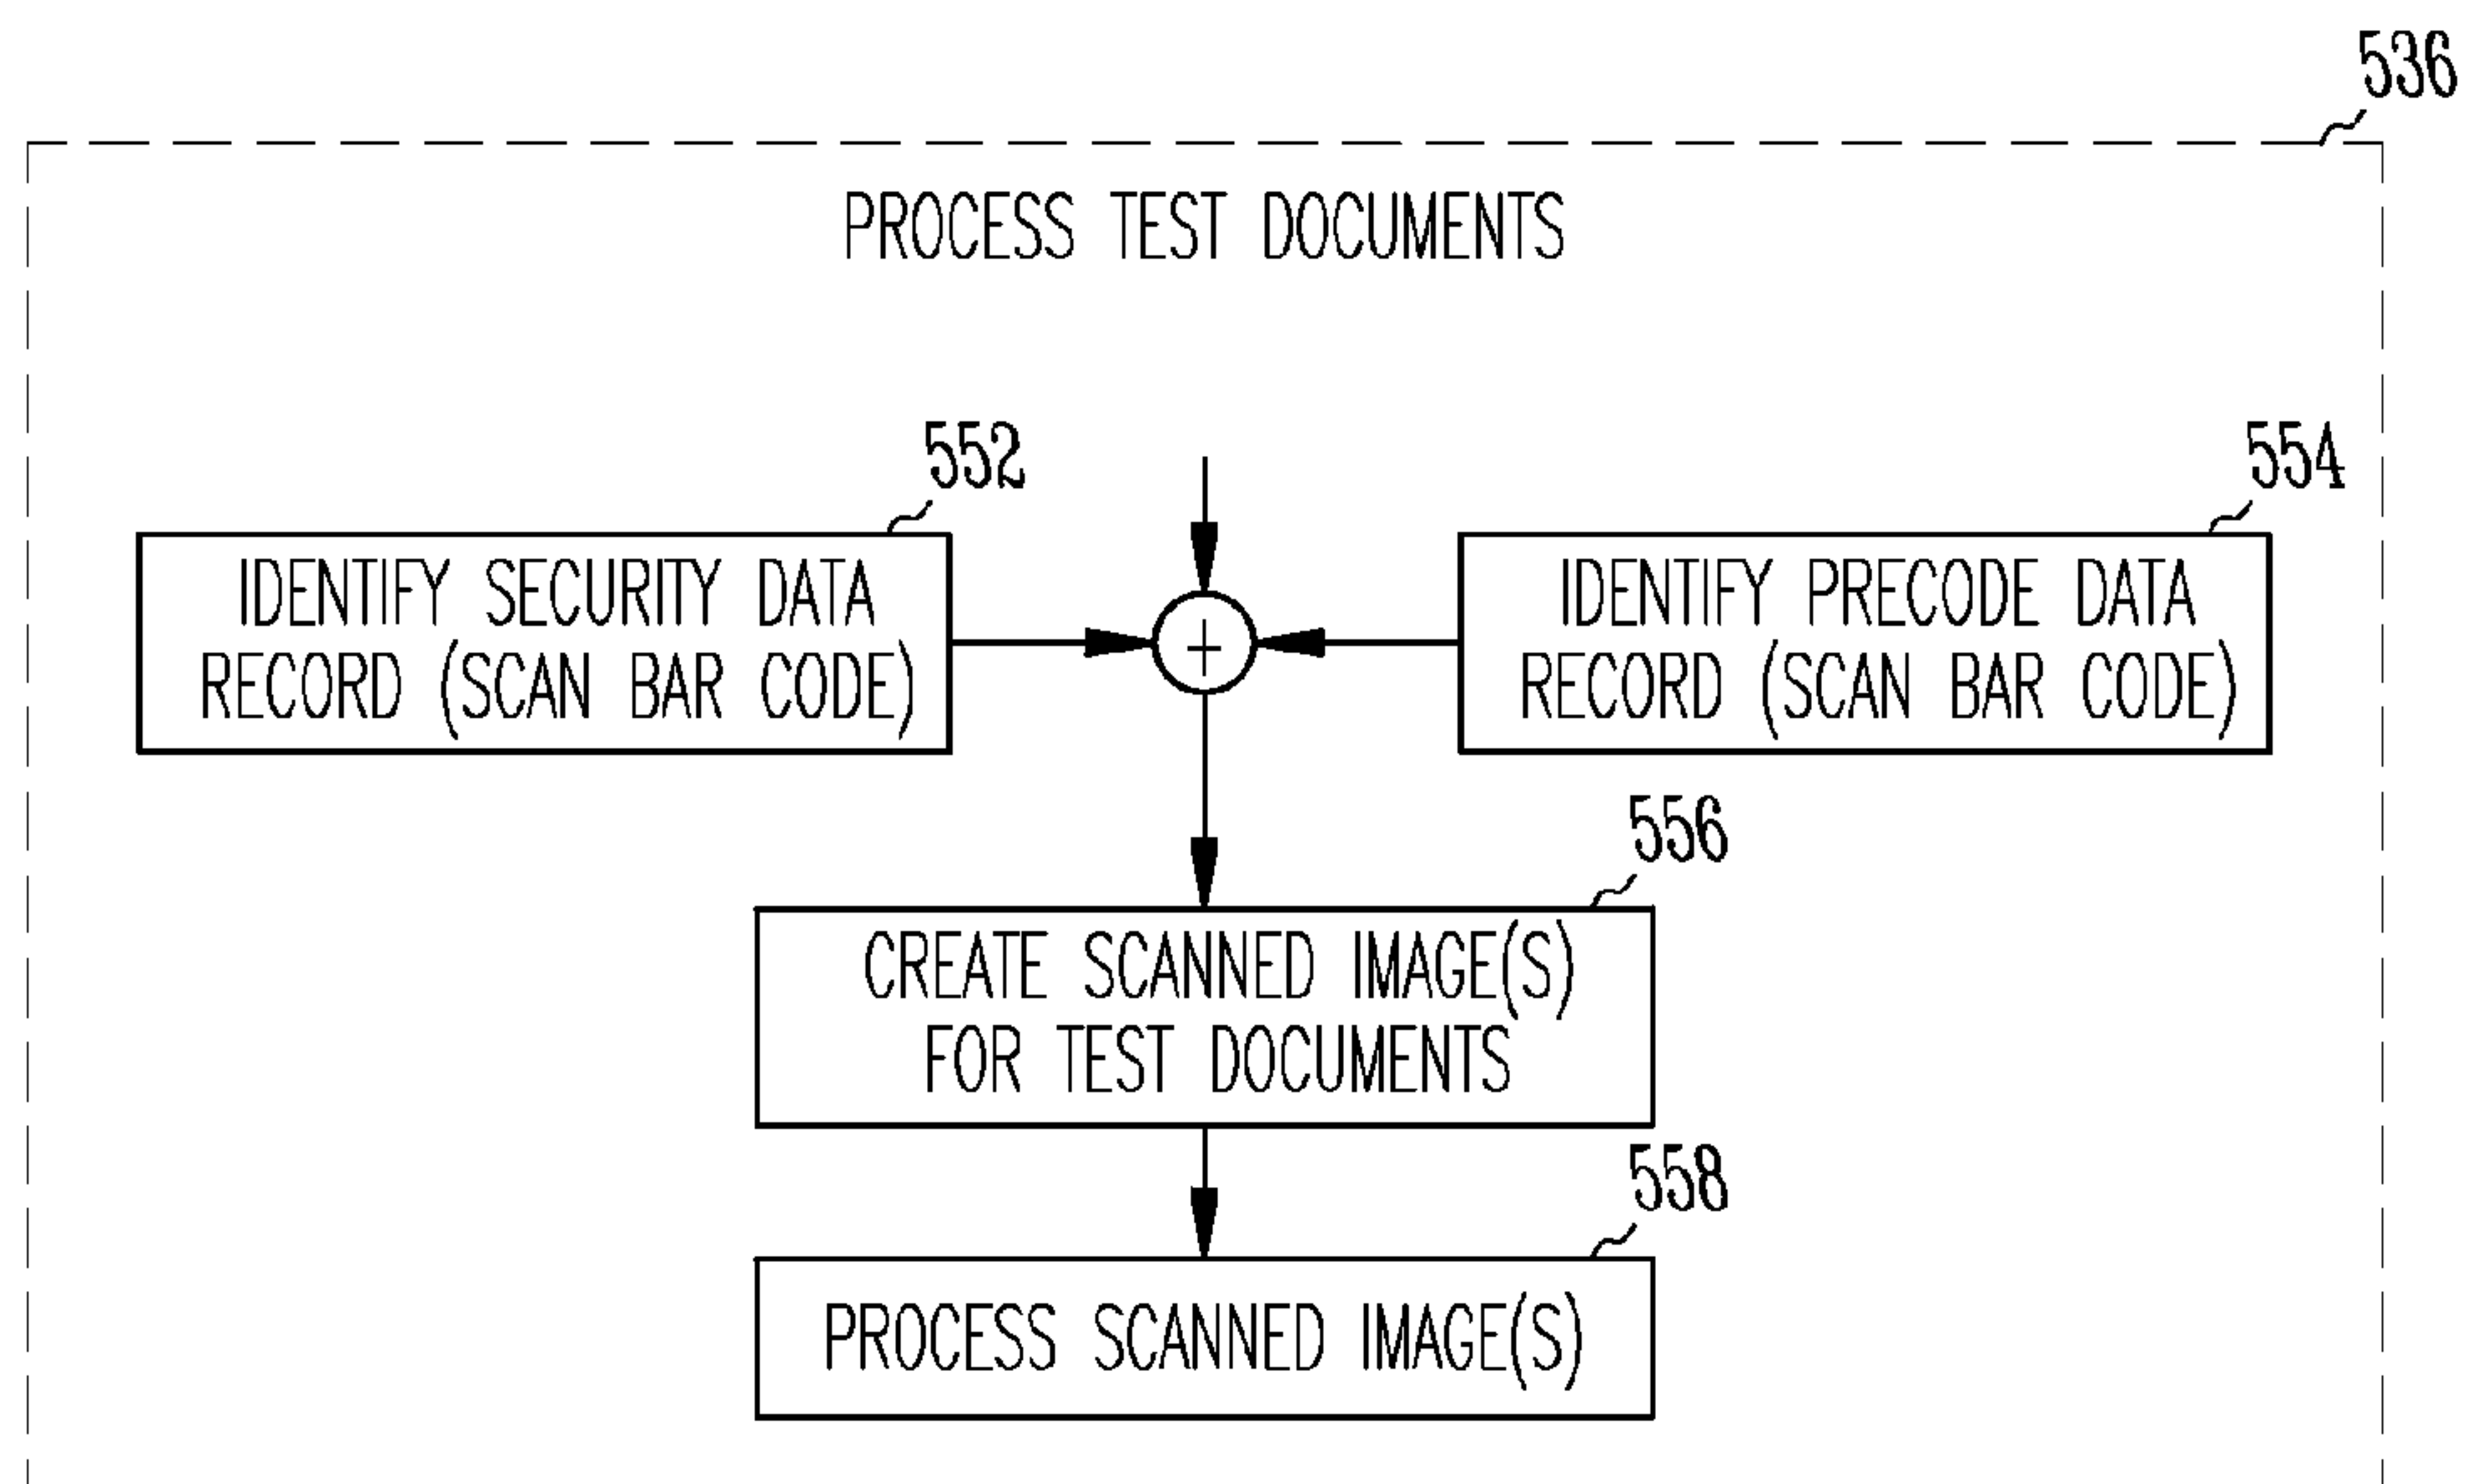 536
PROCESS TEST DOCUMENTS
552
554
IDENTIFY SECURITY DATA
RECORD (SCAN BAR CODE)
+
IDENTIFY PRECODE DATA
RECORD (SCAN BAR CODE)
556
CREATE SCANNED IMAGE(S)
FOR TEST DOCUMENTS
558
PROCESS SCANNED IMAGE(S)